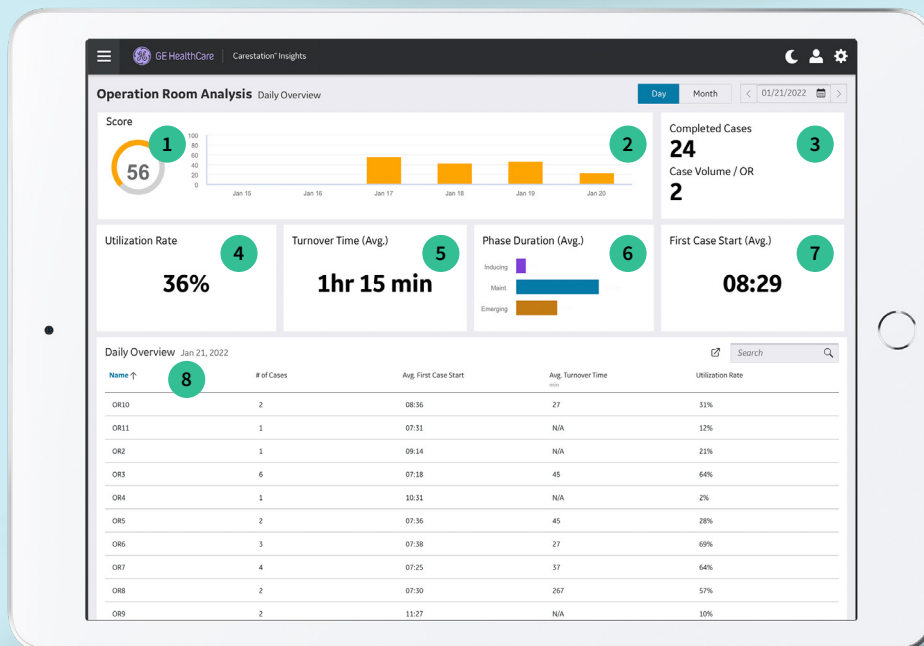 GE HealthCare Carestation™ Insights
Operation Room Analysis Daily Overview
Day Month < 01/21/2022 >
Score
1
56
100
80
60
40
20
0
Jan 15 Jan 16 Jan 17 Jan 18 Jan 19 Jan 20
2
Completed Cases
24
Case Volume / OR
2
3
Utilization Rate
4
36%
Turnover Time (Avg.)
5
1hr 15 min
Phase Duration (Avg.)
6
Inducing
Maint.
Emerging
First Case Start (Avg.)
7
08:29
Daily Overview Jan 21, 2022
Search
8
Name ↑ # of Cases Avg. First Case Start Avg. Turnover Time Utilization Rate
min
OR10 2 08:36 27 31%
OR11 1 07:31 N/A 12%
OR2 1 09:14 N/A 21%
OR3 6 07:18 45 64%
OR4 1 10:31 N/A 2%
OR5 2 07:36 45 28%
OR6 3 07:38 27 69%
OR7 4 07:25 37 64%
OR8 2 07:30 267 57%
OR9 2 11:27 N/A 10%